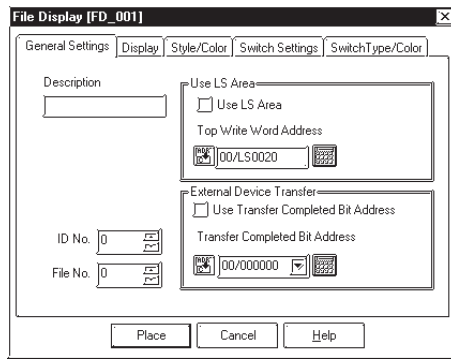 File Display [FD_001]
General Settings Display Style/Color Switch Settings SwitchType/Color
Description
Use LS Area
Use LS Area
Top Write Word Address
00/LS0020
External Device Transfer
Use Transfer Completed Bit Address
Transfer Completed Bit Address
00/000000
ID No. 0
File No. 0
Place Cancel Help